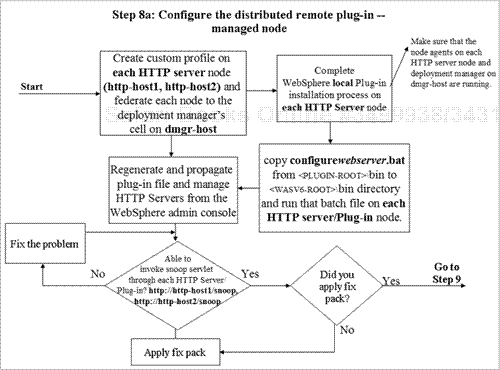 Step 8a: Configure the distributed remote plug-in --
managed node
Start
Create custom profile on
each HTTP server node
(http-host1, http-host2) and
federate each node to the
deployment manager's
cell on dmgr-host
Complete
WebSphere local Plug-in
installation process on
each HTTP Server node
Make sure that the
node agents on each
HTTP server node and
deployment manager on
dmgr-host are running.
Regenerate and propagate
plug-in file and manage
HTTP Servers from the
WebSphere admin console
copy configurewebserver.bat
from <PLUGIN-ROOT>\bin to
<WASV6-ROOT>\bin directory
and run that batch file on each
HTTP server/Plug-in node.
Fix the problem
No
Able to
invoke snoop servlet
through each HTTP Server/
Plug-in? http://http-host1/snoop,
http://http-host2/snoop
Yes
Did you
apply fix
pack?
Yes
Go to
Step 9
No
Apply fix pack